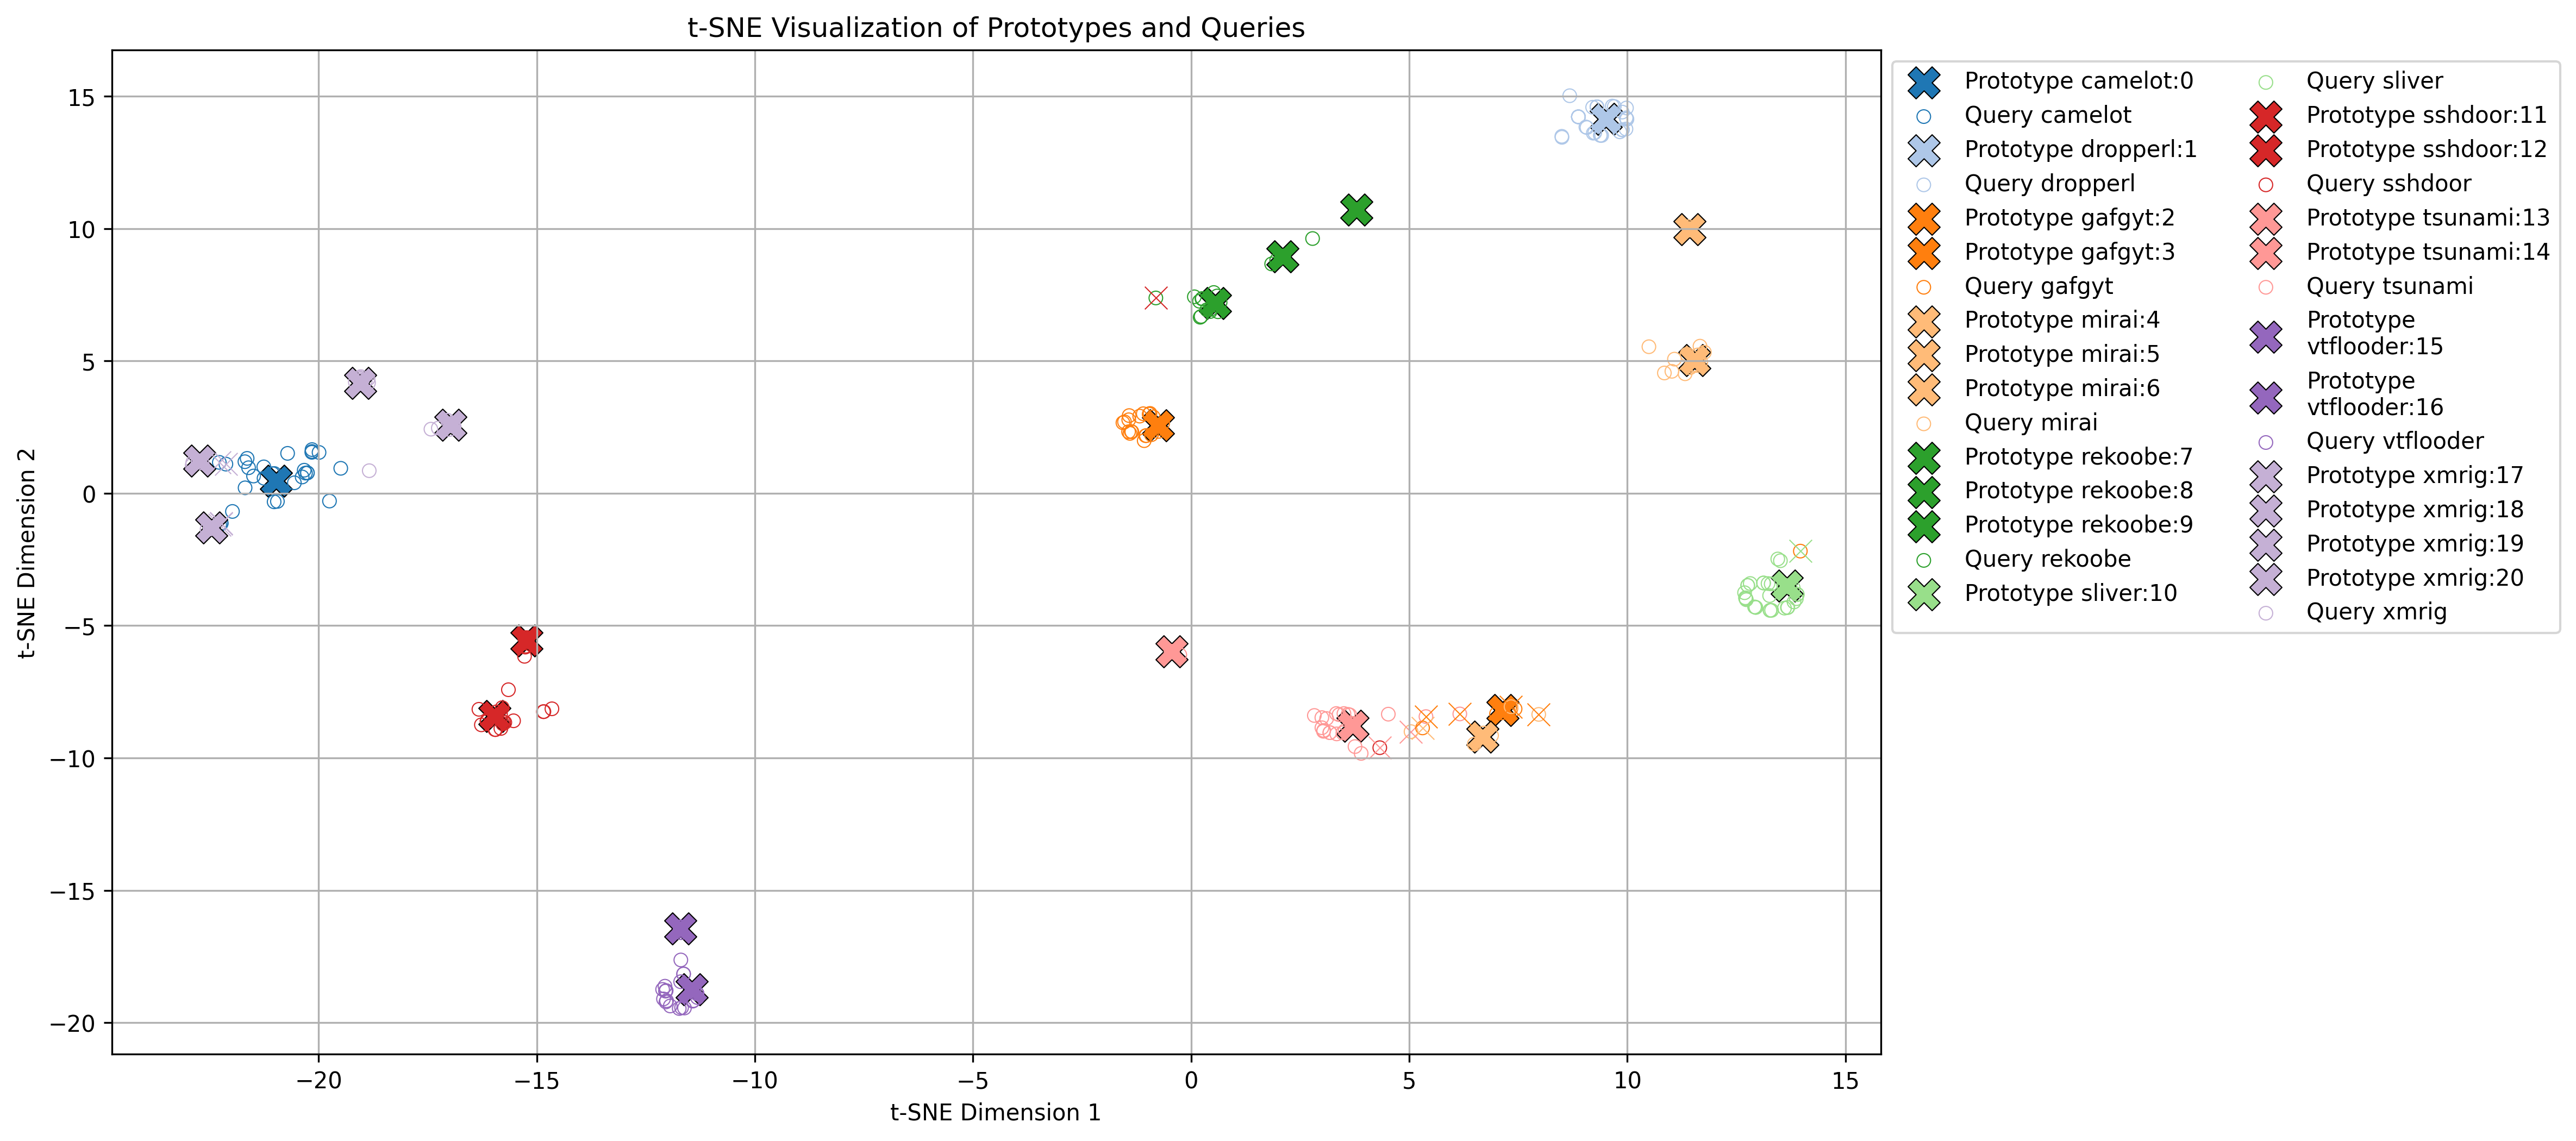 t-SNE Visualization of Prototypes and Queries
t-SNE Dimension 2
15
10
5
0
−5
−10
−15
−20
−20
−15
−10
−5
0
5
10
15
t-SNE Dimension 1
Prototype camelot:0
Query camelot
Prototype dropperl:1
Query dropperl
Prototype gafgyt:2
Prototype gafgyt:3
Query gafgyt
Prototype mirai:4
Prototype mirai:5
Prototype mirai:6
Query mirai
Prototype rekoobe:7
Prototype rekoobe:8
Prototype rekoobe:9
Query rekoobe
Prototype sliver:10
Query sliver
Prototype sshdoor:11
Prototype sshdoor:12
Query sshdoor
Prototype tsunami:13
Prototype tsunami:14
Query tsunami
Prototype
vtflooder:15
Prototype
vtflooder:16
Query vtflooder
Prototype xmrig:17
Prototype xmrig:18
Prototype xmrig:19
Prototype xmrig:20
Query xmrig